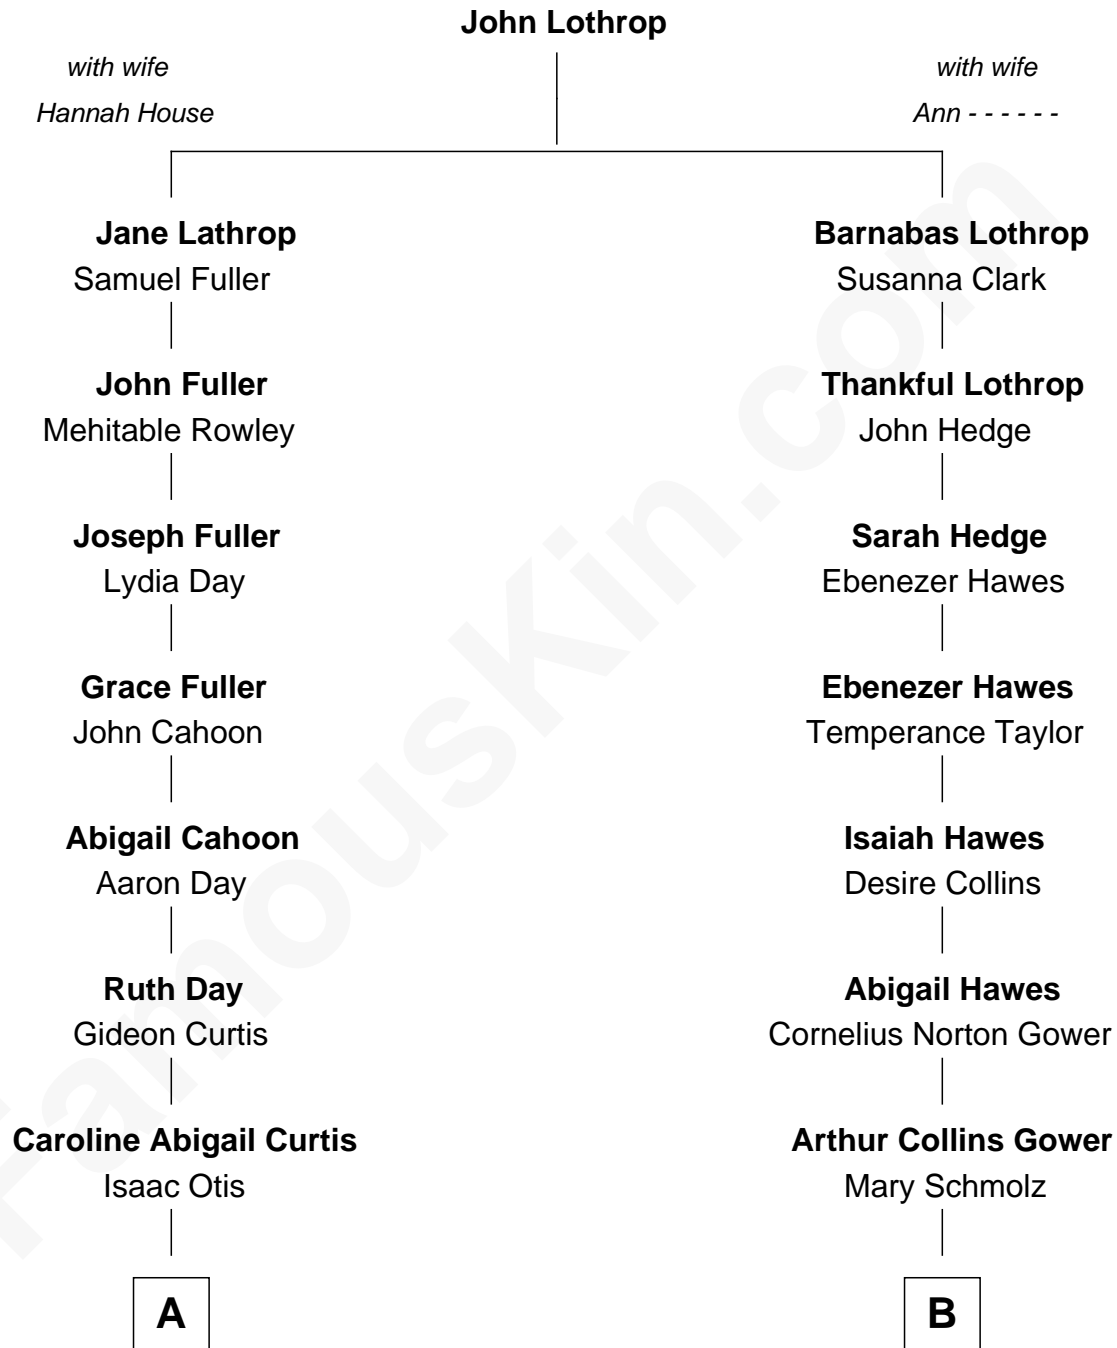 John Lothrop
with wife
Hannah House
with wife
Ann - - - - - -
Jane Lathrop
Samuel Fuller
Barnabas Lothrop
Susanna Clark
John Fuller
Mehitable Rowley
Thankful Lothrop
John Hedge
Joseph Fuller
Lydia Day
Sarah Hedge
Ebenezer Hawes
Grace Fuller
John Cahoon
Ebenezer Hawes
Temperance Taylor
Abigail Cahoon
Aaron Day
Isaiah Hawes
Desire Collins
Ruth Day
Gideon Curtis
Abigail Hawes
Cornelius Norton Gower
Caroline Abigail Curtis
Isaac Otis
Arthur Collins Gower
Mary Schmolz
A
B
FamousKin.com